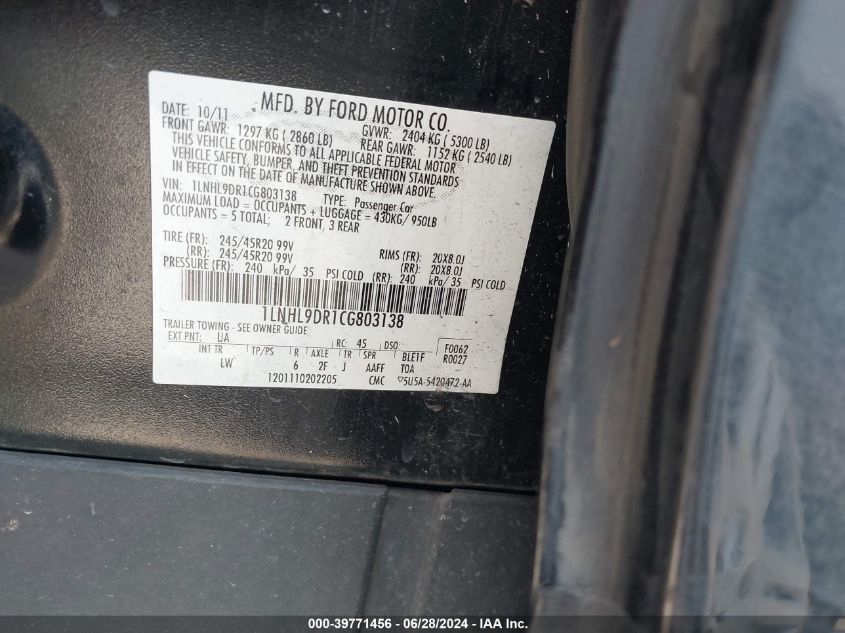 MFD. BY FORD MOTOR CO.
DATE: 10/11 GVWR: 2404 KG ( 5300 LB)
FRONT GAWR: 1297 KG ( 2860 LB) REAR GAWR: 1152 KG ( 2540 LB)
THIS VEHICLE CONFORMS TO ALL APPLICABLE FEDERAL MOTOR
VEHICLE SAFETY, BUMPER, AND THEFT PREVENTION STANDARDS
IN EFFECT ON THE DATE OF MANUFACTURE SHOWN ABOVE.
VIN: 1LNHL9DR1CG803138 TYPE: Passenger Car
MAXIMUM LOAD = OCCUPANTS + LUGGAGE = 430KG/ 950LB
OCCUPANTS = 5 TOTAL; 2 FRONT, 3 REAR
TIRE (FR): 245/45R20 99V RIMS (FR): 20X8.0J
(RR): 245/45R20 99V (RR): 20X8.0J
PRESSURE (FR): 240 kPa/ 35 PSI COLD (RR): 240 kPa/ 35 PSI COLD
1LNHL9DR1CG803138
TRAILER TOWING - SEE OWNER GUIDE
EXT PNT: UA RC: 45 DSO: F0062
INT TR TP/PS R AXLE TR SPR BLE1F R0027
LW 6 2F J AAFF TOA
1201110202205 CMC ▽5U5A-5420472-AA
000-39771456 - 06/28/2024 - IAA Inc.